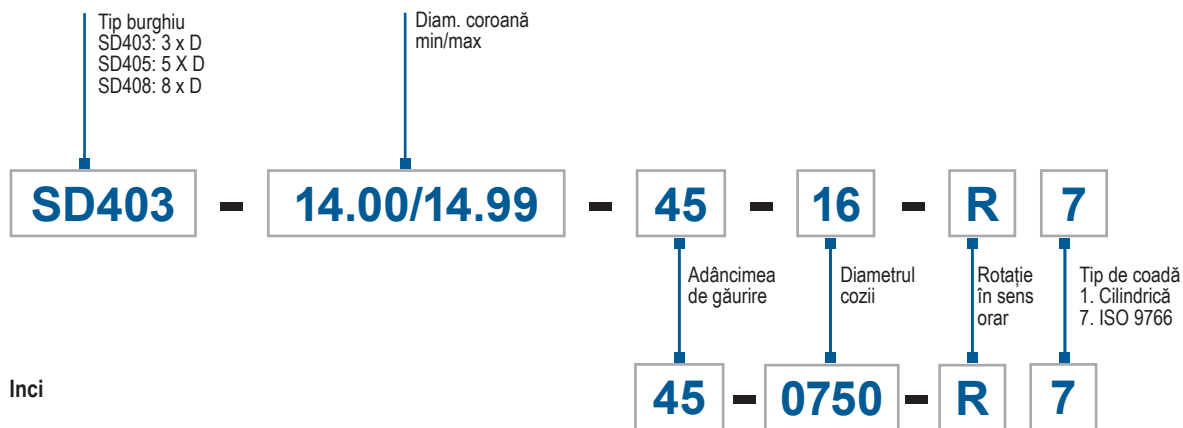 Tip burghiu
SD403: 3 x D
SD405: 5 X D
SD408: 8 x D
Diam. coroană
min/max
SD403 - 14.00/14.99 - 45 - 16 - R 7
Adâncimea
de găurire
Diametrul
cozii
Rotație
în sens
orar
Tip de coadă
1. Cilindrică
7. ISO 9766
Inci
45 - 0750 - R 7